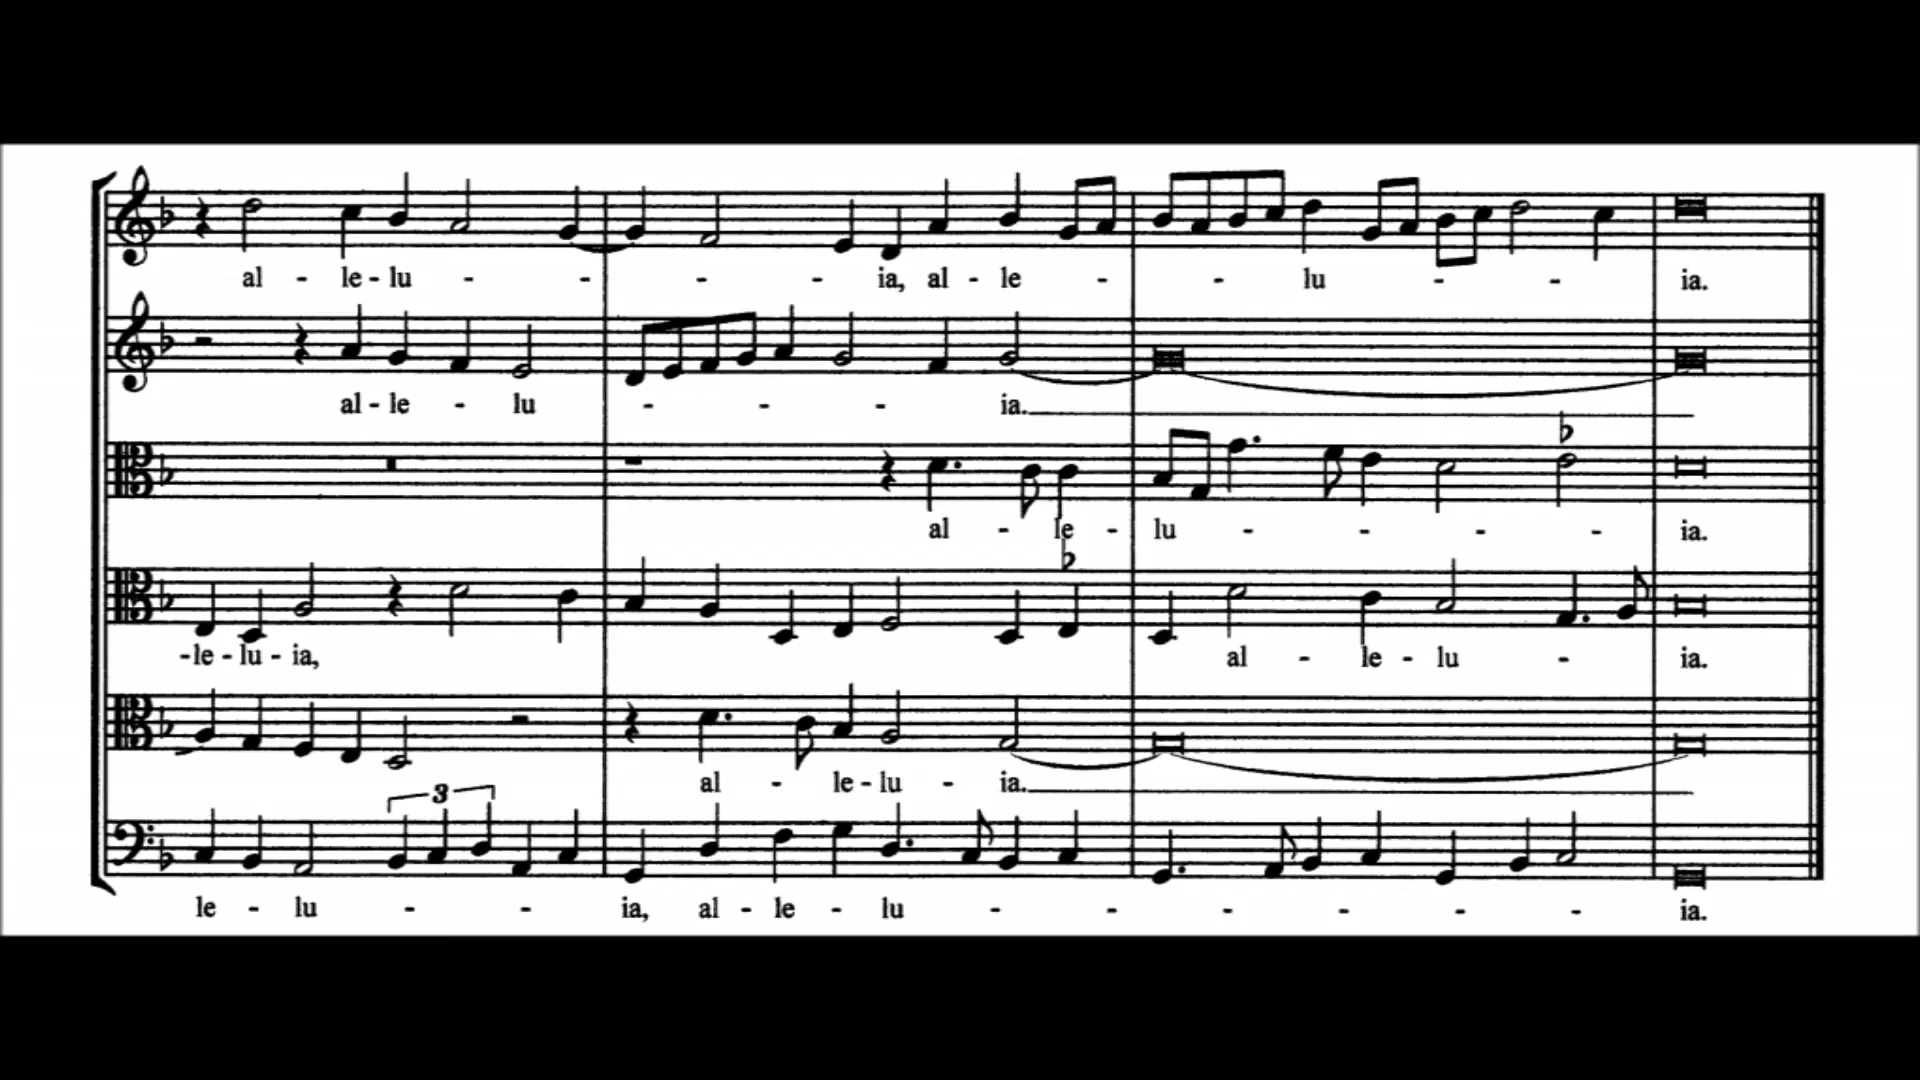 al - le - lu - - - - ia, al - le - - lu - - ia.
al - le - lu - - - ia.
3
al - le - lu - - - - ia.
-le - lu - ia, al - le - lu - ia.
al - le - lu - ia.
le - lu - - ia, al - le - lu - - - - - - ia.